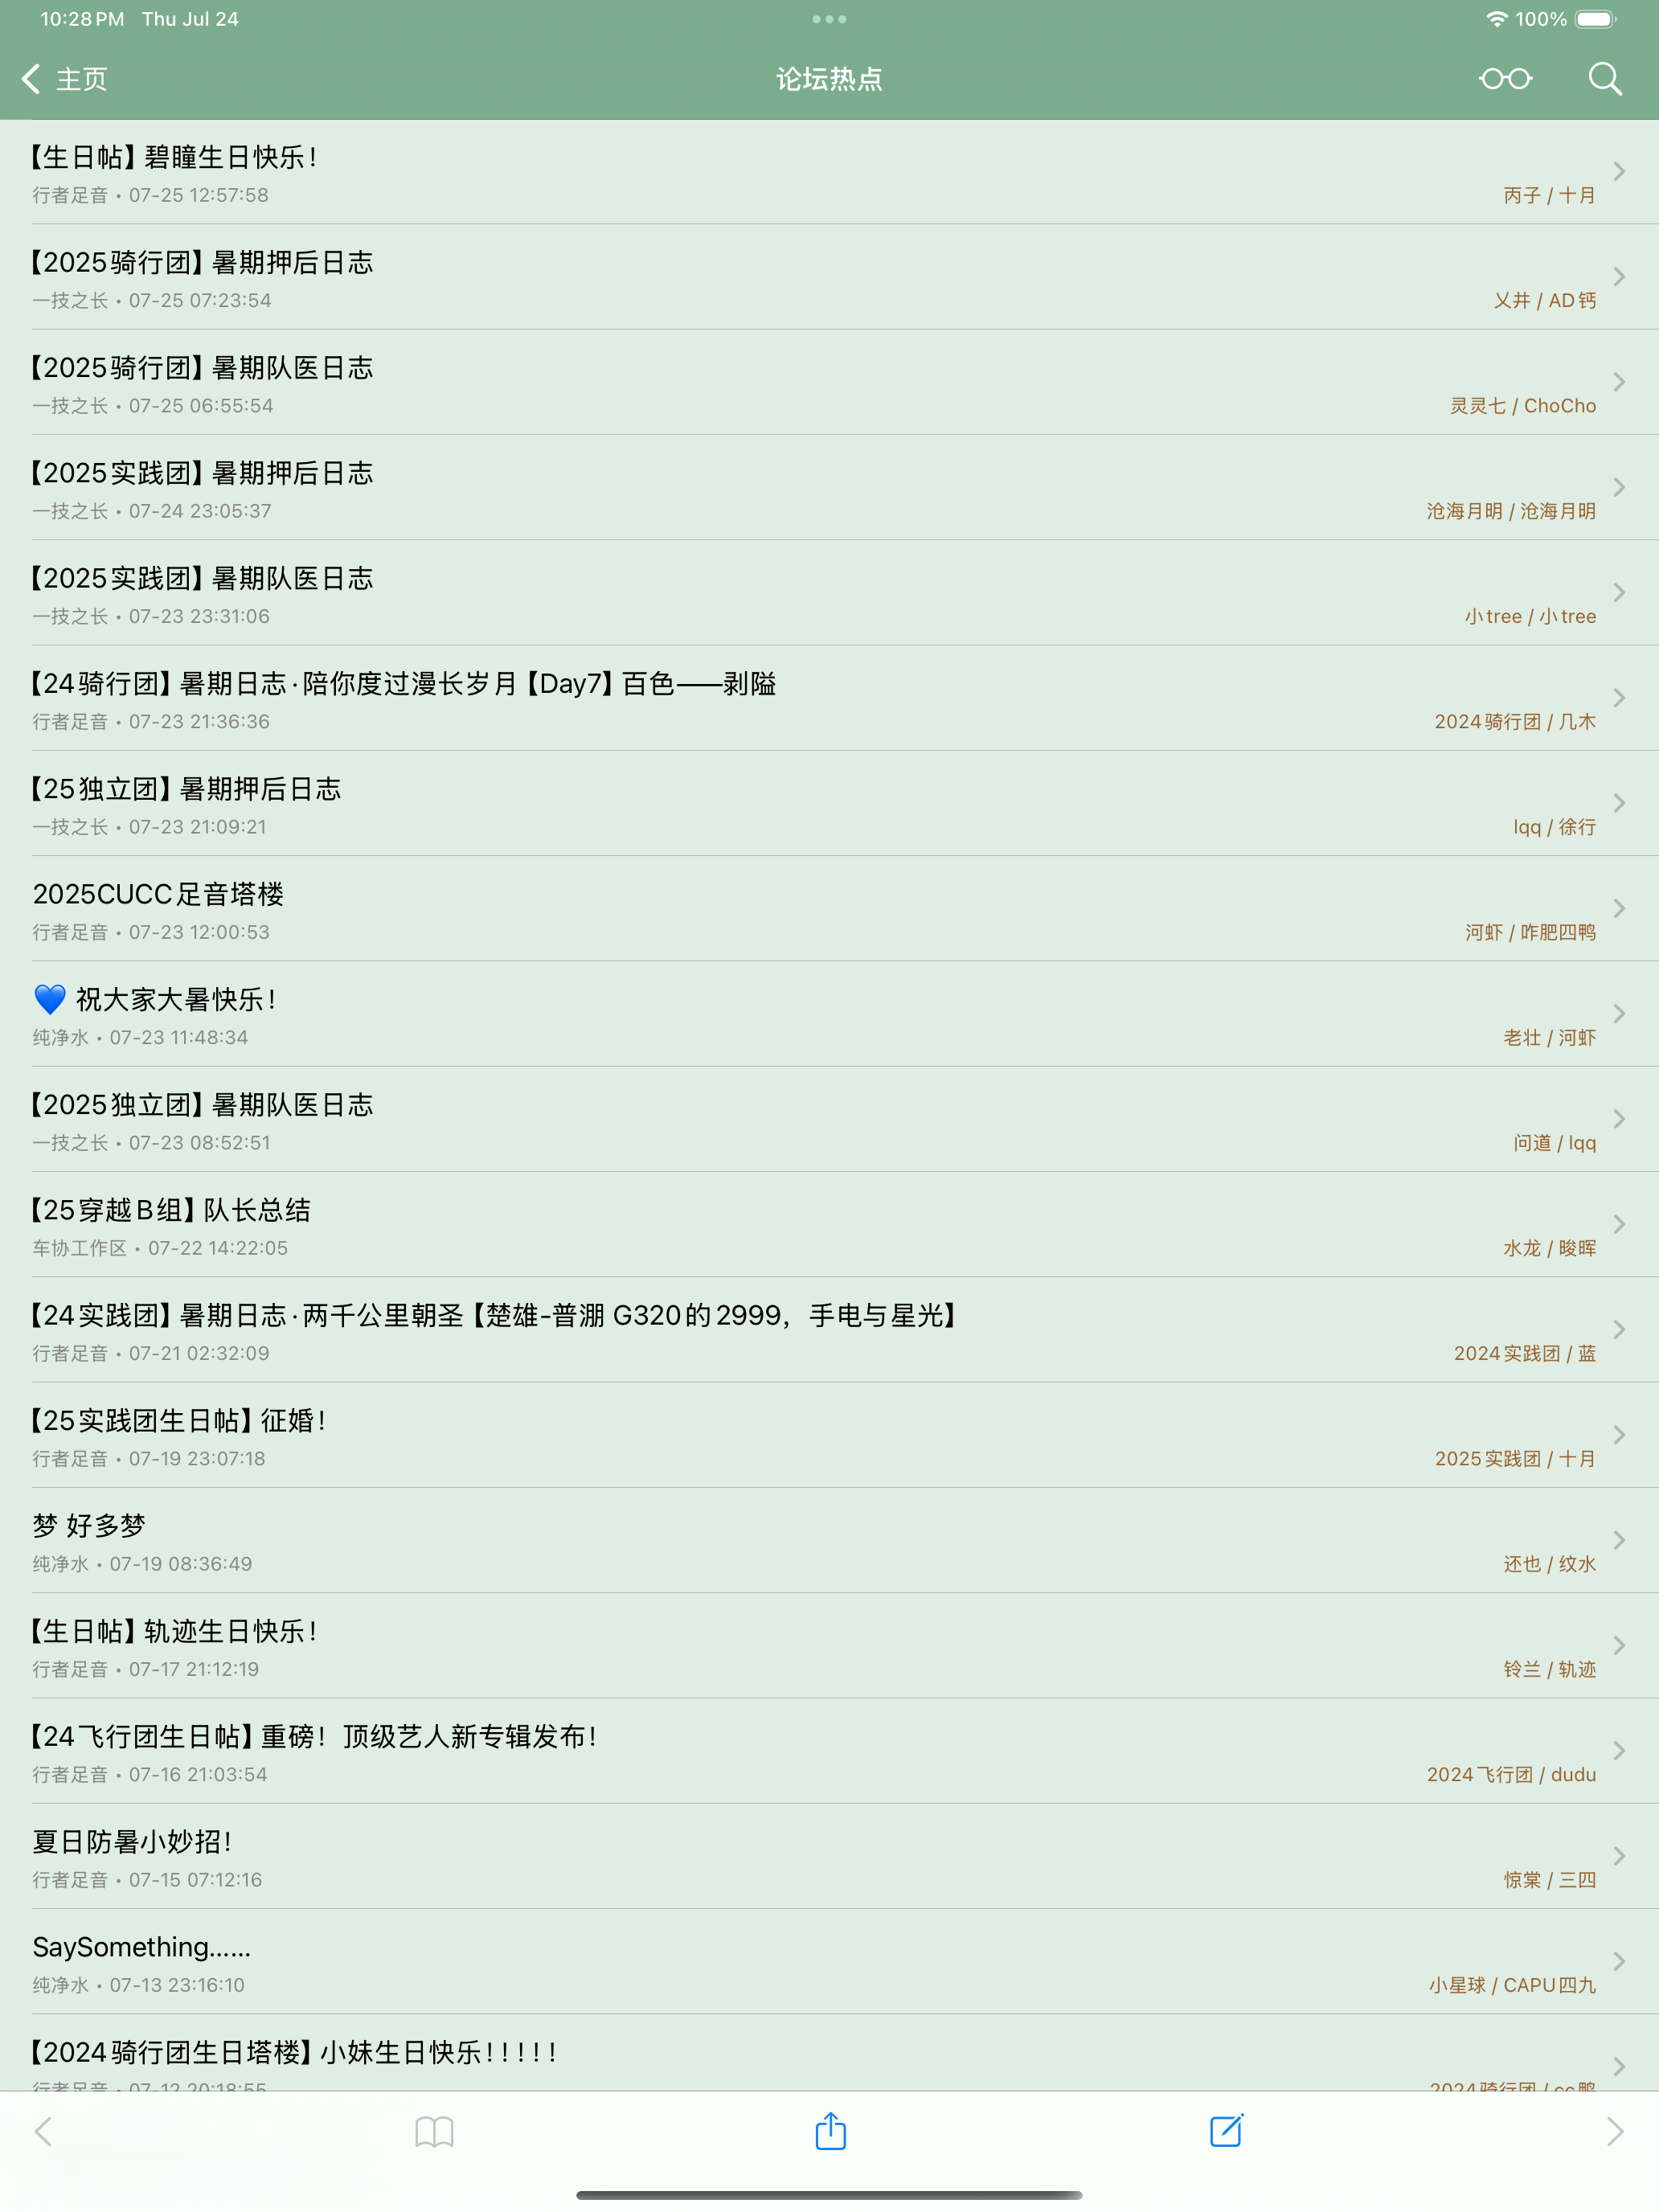 10:28 PM Thu Jul 24 100%
主页 论坛热点
【生日帖】碧瞳生日快乐！
行者足音 • 07-25 12:57:58 丙子 / 十月
【2025骑行团】暑期押后日志
一技之长 • 07-25 07:23:54 乂井 / AD钙
【2025骑行团】暑期队医日志
一技之长 • 07-25 06:55:54 灵灵七 / ChoCho
【2025实践团】暑期押后日志
一技之长 • 07-24 23:05:37 沧海月明 / 沧海月明
【2025实践团】暑期队医日志
一技之长 • 07-23 23:31:06 小tree / 小tree
【24骑行团】暑期日志·陪你度过漫长岁月【Day7】百色——剥隘
行者足音 • 07-23 21:36:36 2024骑行团 / 几木
【25独立团】暑期押后日志
一技之长 • 07-23 21:09:21 lqq / 徐行
2025CUCC足音塔楼
行者足音 • 07-23 12:00:53 河虾 / 咋肥四鸭
💙 祝大家大暑快乐！
纯净水 • 07-23 11:48:34 老壮 / 河虾
【2025独立团】暑期队医日志
一技之长 • 07-23 08:52:51 问道 / lqq
【25穿越B组】队长总结
车协工作区 • 07-22 14:22:05 水龙 / 晙晖
【24实践团】暑期日志·两千公里朝圣【楚雄-普淜 G320的2999，手电与星光】
行者足音 • 07-21 02:32:09 2024实践团 / 蓝
【25实践团生日帖】征婚！
行者足音 • 07-19 23:07:18 2025实践团 / 十月
梦 好多梦
纯净水 • 07-19 08:36:49 还也 / 纹水
【生日帖】轨迹生日快乐！
行者足音 • 07-17 21:12:19 铃兰 / 轨迹
【24飞行团生日帖】重磅！顶级艺人新专辑发布！
行者足音 • 07-16 21:03:54 2024飞行团 / dudu
夏日防暑小妙招！
行者足音 • 07-15 07:12:16 惊棠 / 三四
SaySomething……
纯净水 • 07-13 23:16:10 小星球 / CAPU四九
【2024骑行团生日塔楼】小妹生日快乐！！！！！
行者足音 • 07-12 20:18:55 2024骑行团 / cc鸭